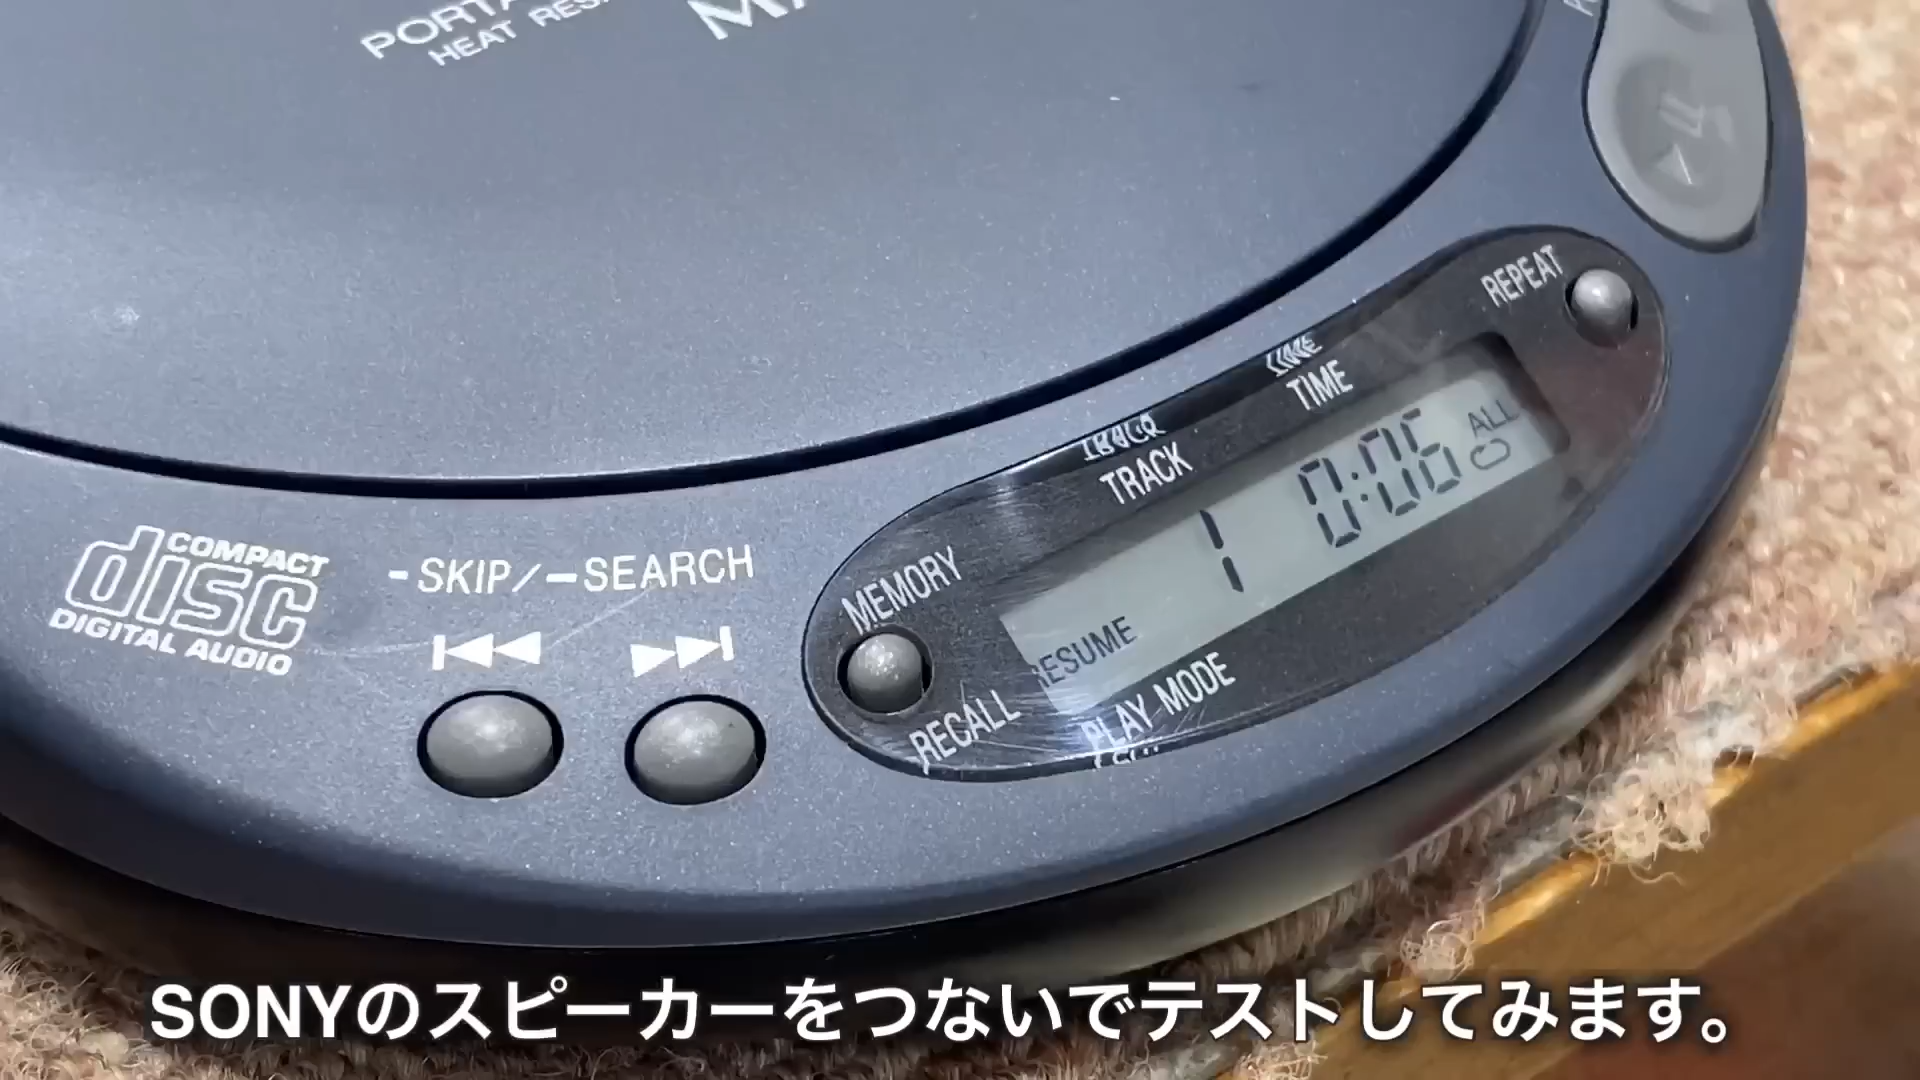 HEAT
REPEAT
TIME
TRACK
1 0:06 ALL
COMPACT
disc
DIGITAL AUDIO
-SKIP/-SEARCH
MEMORY
RESUME
RECALL
PLAY MODE
SONYのスピーカーをつないでテストしてみます。